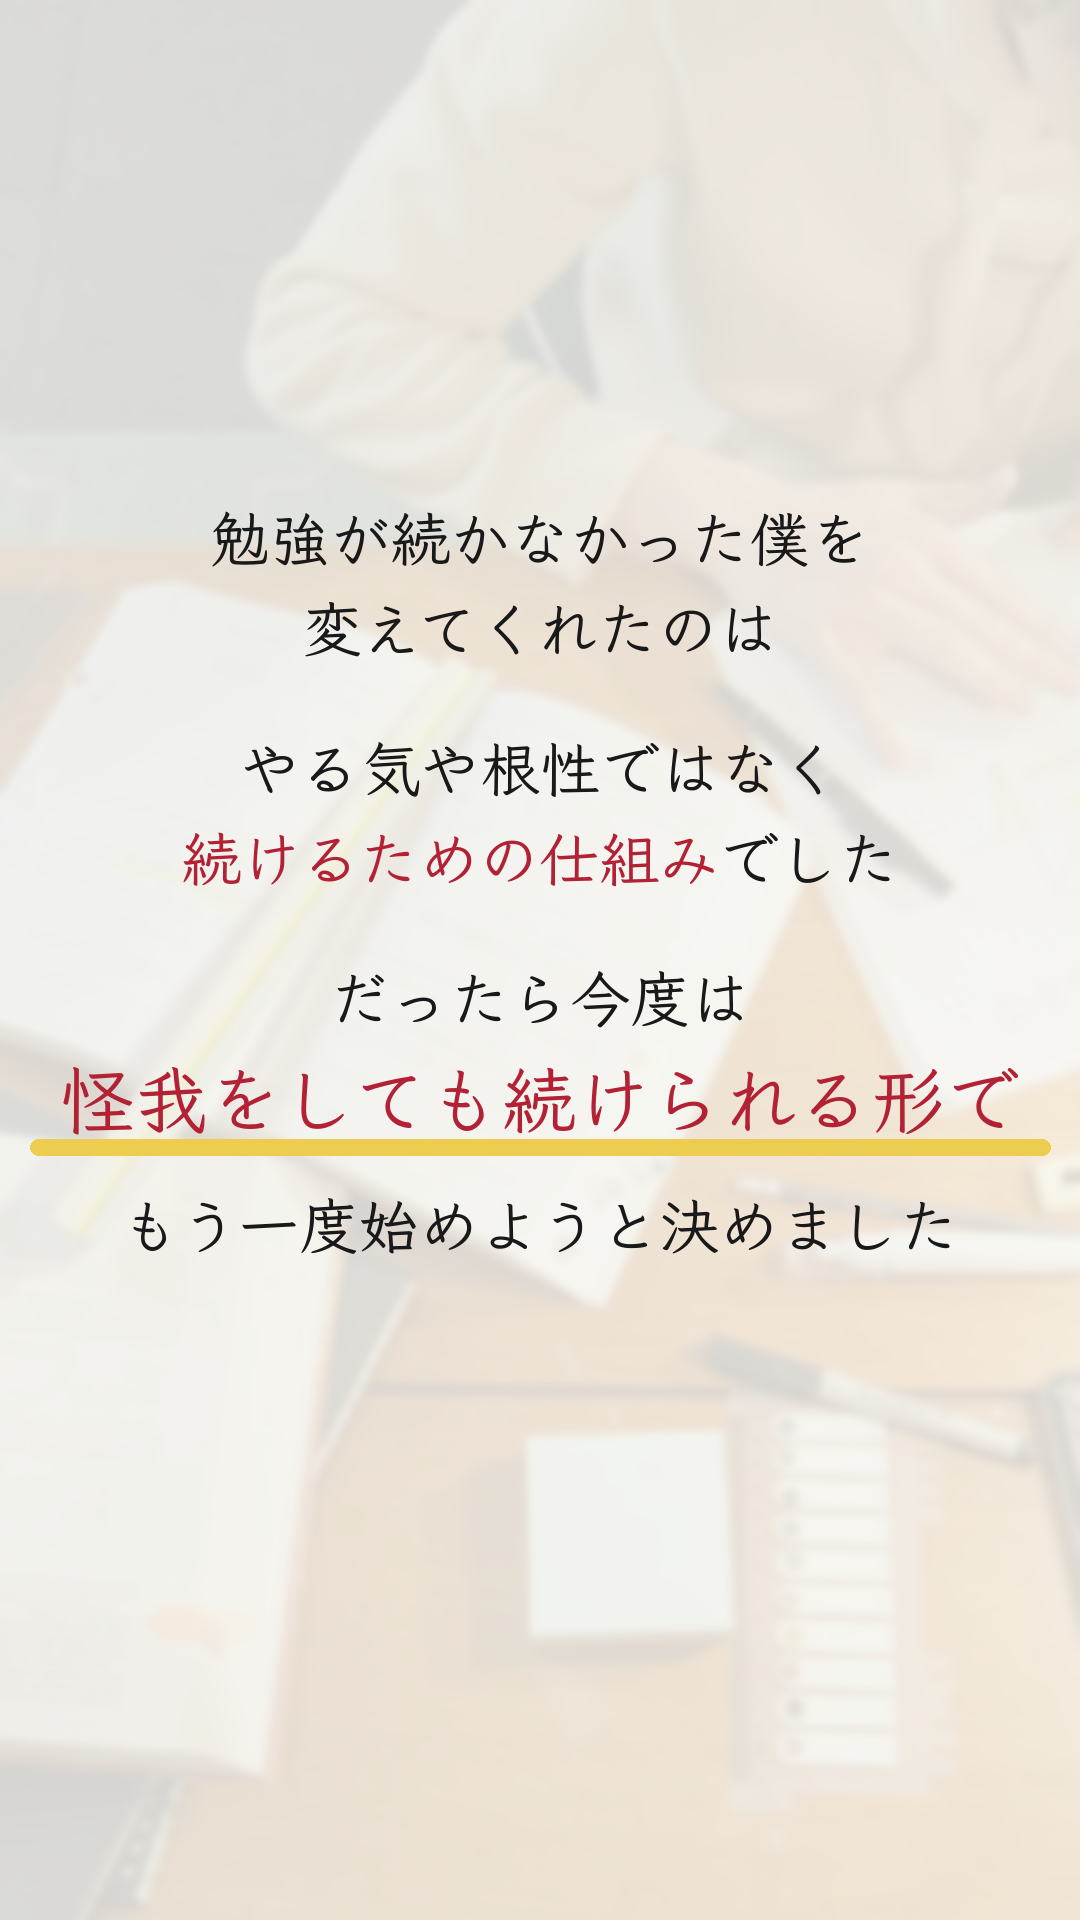 勉強が続かなかった僕を
変えてくれたのは
やる気や根性ではなく
続けるための仕組みでした
だったら今度は
怪我をしても続けられる形で
もう一度始めようと決めました